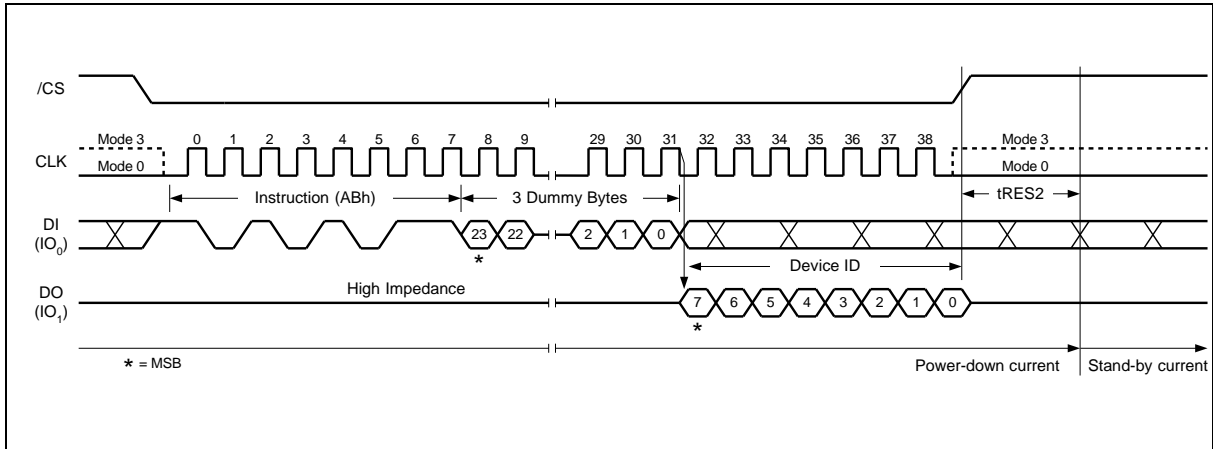 /CS
Mode 3 0 1 2 3 4 5 6 7 8 9 29 30 31 32 33 34 35 36 37 38 Mode 3
CLK
Mode 0 Mode 0
Instruction (ABh) 3 Dummy Bytes tRES2
DI
(IO0)
23 22 2 1 0
*
Device ID
High Impedance
DO
(IO1)
7 6 5 4 3 2 1 0
*
* = MSB
Power-down current Stand-by current